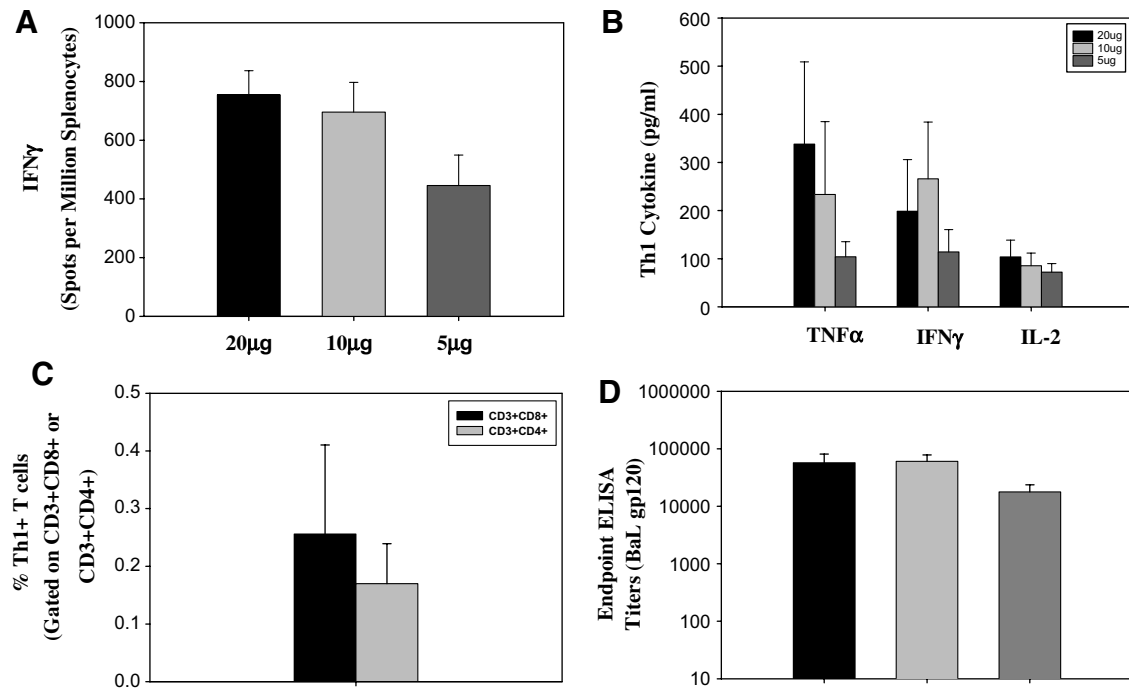 A
IFNγ
(Spots per Million Splenocytes)
1000
800
600
400
200
0
20μg
10μg
5μg
B
Th1 Cytokine (pg/ml)
600
500
400
300
200
100
0
20ug
10ug
5ug
TNFα
IFNγ
IL-2
C
% Th1+ T cells
(Gated on CD3+CD8+ or
CD3+CD4+)
0.5
0.4
0.3
0.2
0.1
0.0
CD3+CD8+
CD3+CD4+
D
Endpoint ELISA
Titers (BaL gp120)
1000000
100000
10000
1000
100
10